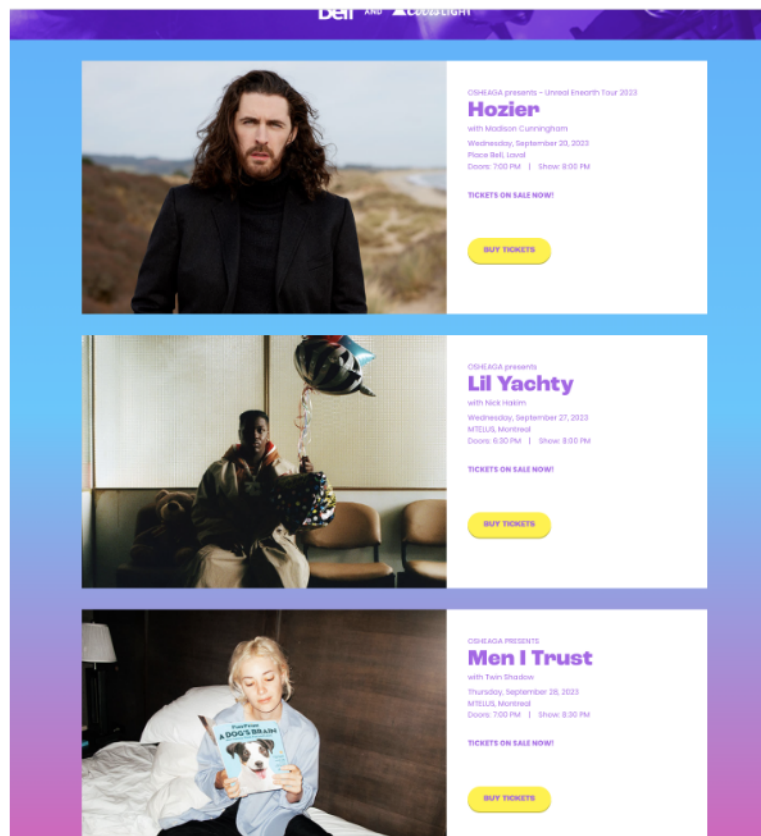 Bell AND Coors LIGHT
OSHEAGA presents - Unreal Enearth Tour 2023
Hozier
with Madison Cunningham
Wednesday, September 20, 2023
Place Bell, Laval
Doors: 7:00 PM | Show: 8:00 PM
TICKETS ON SALE NOW!
BUY TICKETS
OSHEAGA presents
Lil Yachty
with Nick Hakim
Wednesday, September 27, 2023
MTELUS, Montreal
Doors: 6:30 PM | Show: 8:00 PM
TICKETS ON SALE NOW!
BUY TICKETS
OSHEAGA PRESENTS
Men I Trust
with Twin Shadow
Thursday, September 28, 2023
MTELUS, Montreal
Doors: 7:00 PM | Show: 8:30 PM
TICKETS ON SALE NOW!
BUY TICKETS
A DOG'S BRAIN